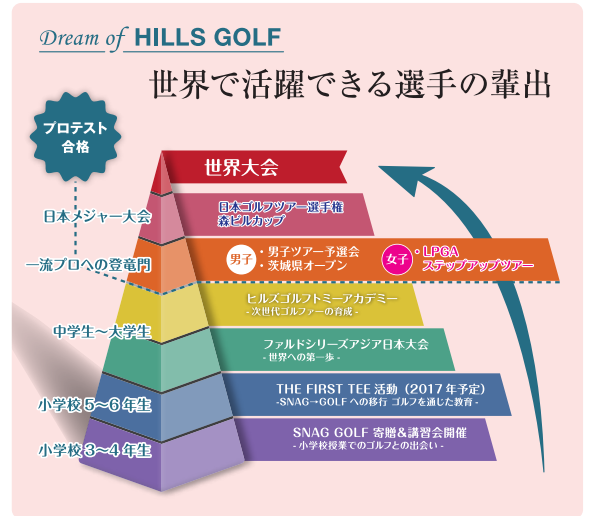 Dream of HILLS GOLF
世界で活躍できる選手の輩出
プロテスト
合格
世界大会
日本メジャー大会
日本ゴルフツアー選手権
森ビルカップ
一流プロへの登竜門
男子
・男子ツアー予選会
・茨城県オープン
女子
・LPGA
ステップアップツアー
ヒルズゴルフトミーアカデミー
- 次世代ゴルファーの育成 -
中学生〜大学生
ファルドシリーズアジア日本大会
- 世界への第一歩 -
小学校5〜6年生
THE FIRST TEE 活動（2017年予定）
-SNAG→GOLF への移行 ゴルフを通じた教育 -
小学校3〜4年生
SNAG GOLF 寄贈&講習会開催
- 小学校授業でのゴルフとの出会い -